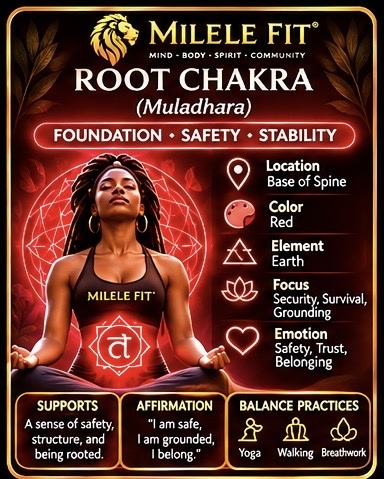 MILELE FIT®
MIND • BODY • SPIRIT • COMMUNITY
ROOT CHAKRA
(Muladhara)
FOUNDATION • SAFETY • STABILITY
Location
Base of Spine
Color
Red
Element
Earth
Focus
Security, Survival,
Grounding
Emotion
Safety, Trust,
Belonging
MILELE FIT®
SUPPORTS
A sense of safety,
structure, and
being rooted.
AFFIRMATION
"I am safe,
I am grounded,
I belong."
BALANCE PRACTICES
Yoga
Walking
Breathwork